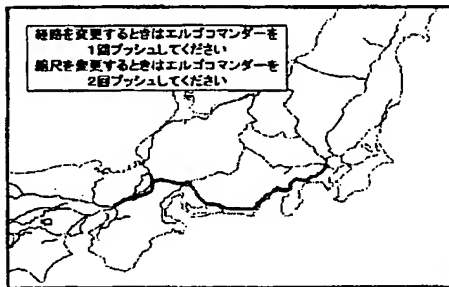 経路を変更するときはエルゴコマンダーを
1回プッシュしてください
縮尺を変更するときはエルゴコマンダーを
2回プッシュしてください